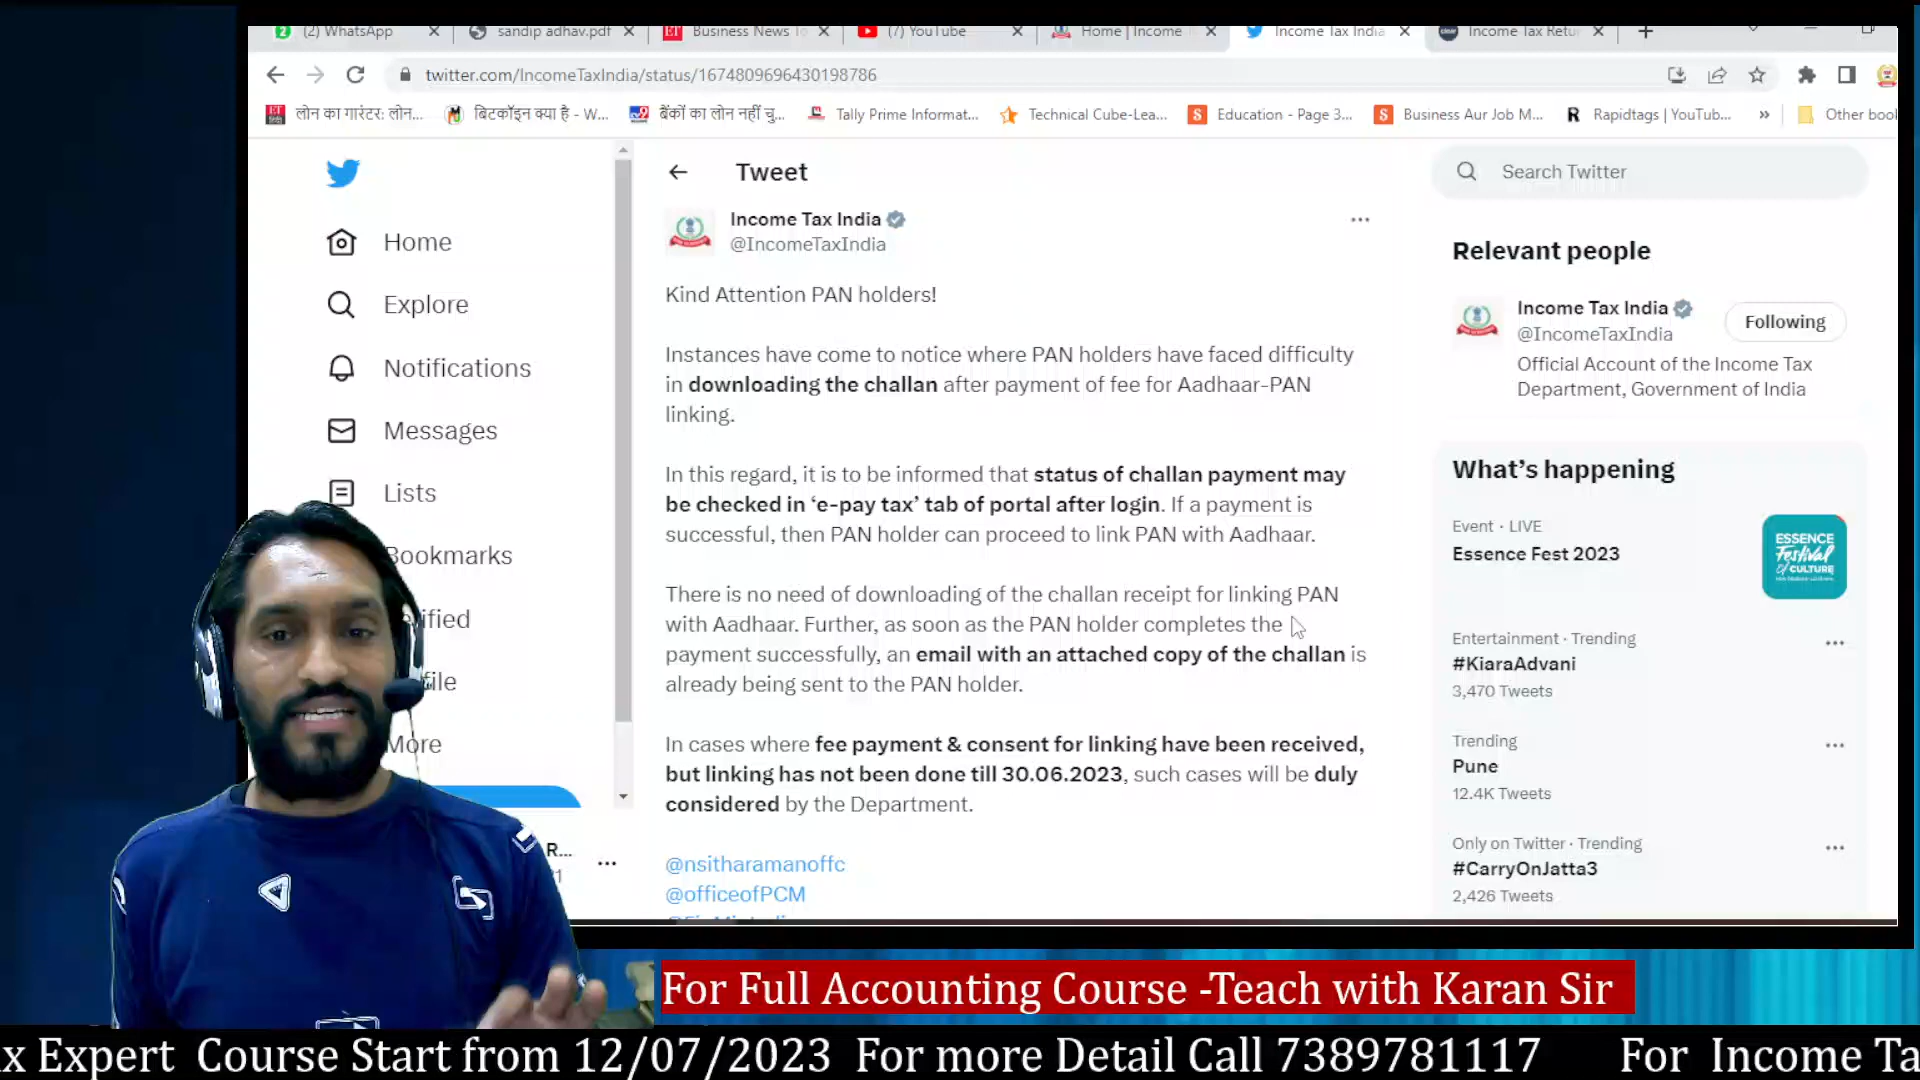 (2) WhatsApp
sandip adhav.pdf
Business News To
(7) YouTube
Home | Income
Income Tax India
Income Tax Retu
twitter.com/IncomeTaxIndia/status/1674809696430198786
लोन का गारंटर: लोन...
बिटकॉइन क्या है - W...
बैंकों का लोन नहीं चु...
Tally Prime Informat...
Technical Cube-Lea...
Education - Page 3...
Business Aur Job M...
Rapidtags | YouTub...
»
Other boo
Home
Explore
Notifications
Messages
Lists
Bookmarks
More
R...
Tweet
Income Tax India
@IncomeTaxIndia
Kind Attention PAN holders!
Instances have come to notice where PAN holders have faced difficulty
in downloading the challan after payment of fee for Aadhaar-PAN
linking.
In this regard, it is to be informed that status of challan payment may
be checked in ‘e-pay tax’ tab of portal after login. If a payment is
successful, then PAN holder can proceed to link PAN with Aadhaar.
There is no need of downloading of the challan receipt for linking PAN
with Aadhaar. Further, as soon as the PAN holder completes the
payment successfully, an email with an attached copy of the challan is
already being sent to the PAN holder.
In cases where fee payment & consent for linking have been received,
but linking has not been done till 30.06.2023, such cases will be duly
considered by the Department.
@nsitharamanoffc
@officeofPCM
Search Twitter
Relevant people
Income Tax India
@IncomeTaxIndia
Following
Official Account of the Income Tax
Department, Government of India
What’s happening
Event · LIVE
Essence Fest 2023
ESSENCE
Festival
of CULTURE
Entertainment · Trending
#KiaraAdvani
3,470 Tweets
Trending
Pune
12.4K Tweets
Only on Twitter · Trending
#CarryOnJatta3
2,426 Tweets
For Full Accounting Course -Teach with Karan Sir
x Expert Course Start from 12/07/2023 For more Detail Call 7389781117 For Income Ta